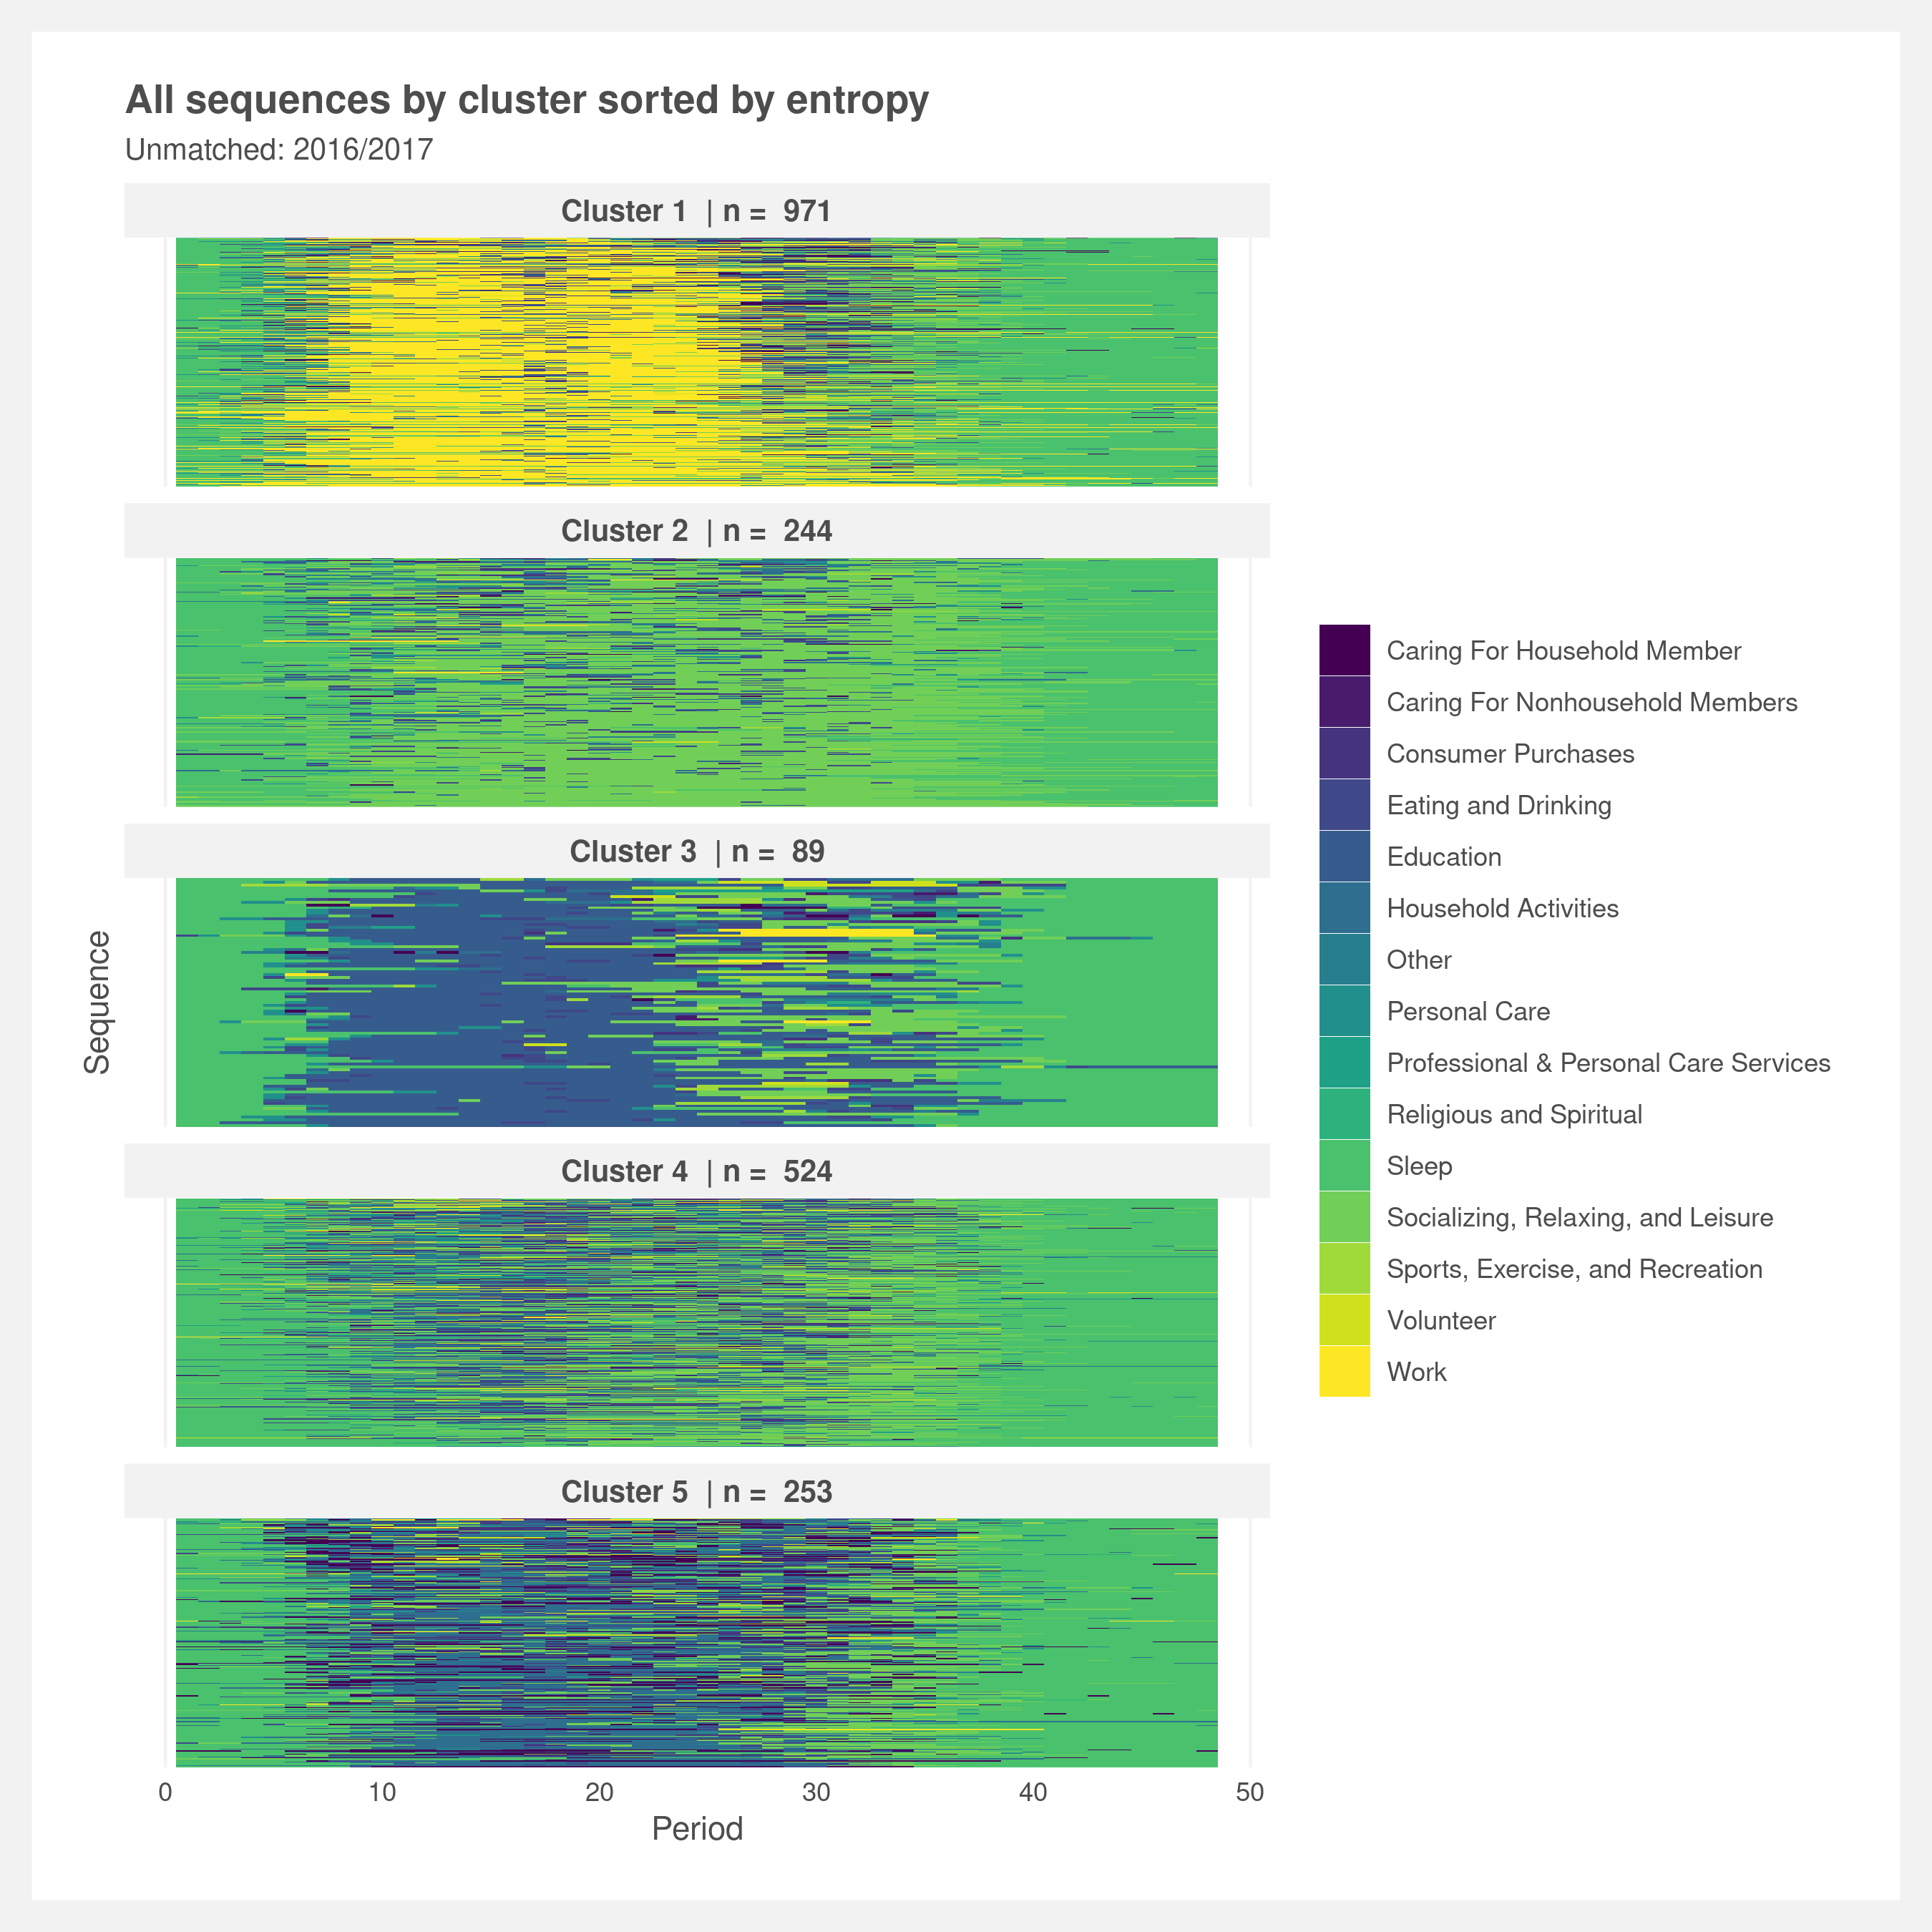 All sequences by cluster sorted by entropy
Unmatched: 2016/2017
Cluster 1 | n = 971
Cluster 2 | n = 244
Cluster 3 | n = 89
Cluster 4 | n = 524
Cluster 5 | n = 253
Sequence
0 10 20 30 40 50
Period
Caring For Household Member
Caring For Nonhousehold Members
Consumer Purchases
Eating and Drinking
Education
Household Activities
Other
Personal Care
Professional & Personal Care Services
Religious and Spiritual
Sleep
Socializing, Relaxing, and Leisure
Sports, Exercise, and Recreation
Volunteer
Work